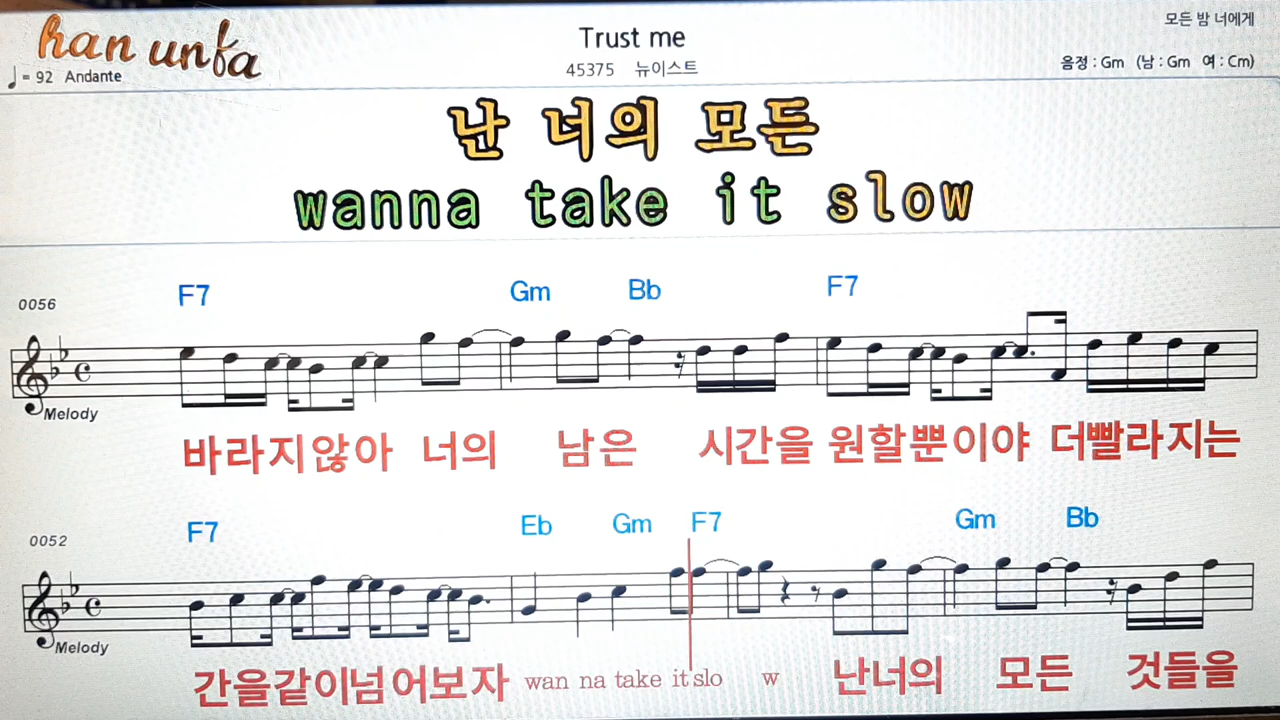 han unfa
모든 밤 너에게
Trust me
♩ = 92 Andante
45375 뉴이스트
음정 : Gm (남 : Gm 여 : Cm)
난 너의 모든
wanna take it slow
0056
F7 Gm Bb F7
Melody
바라지않아 너의 남은 시간을 원할뿐이야 더빨라지는
0052
F7 Eb Gm F7 Gm Bb
Melody
간을같이넘어보자 wan na take it slo w 난너의 모든 것들을